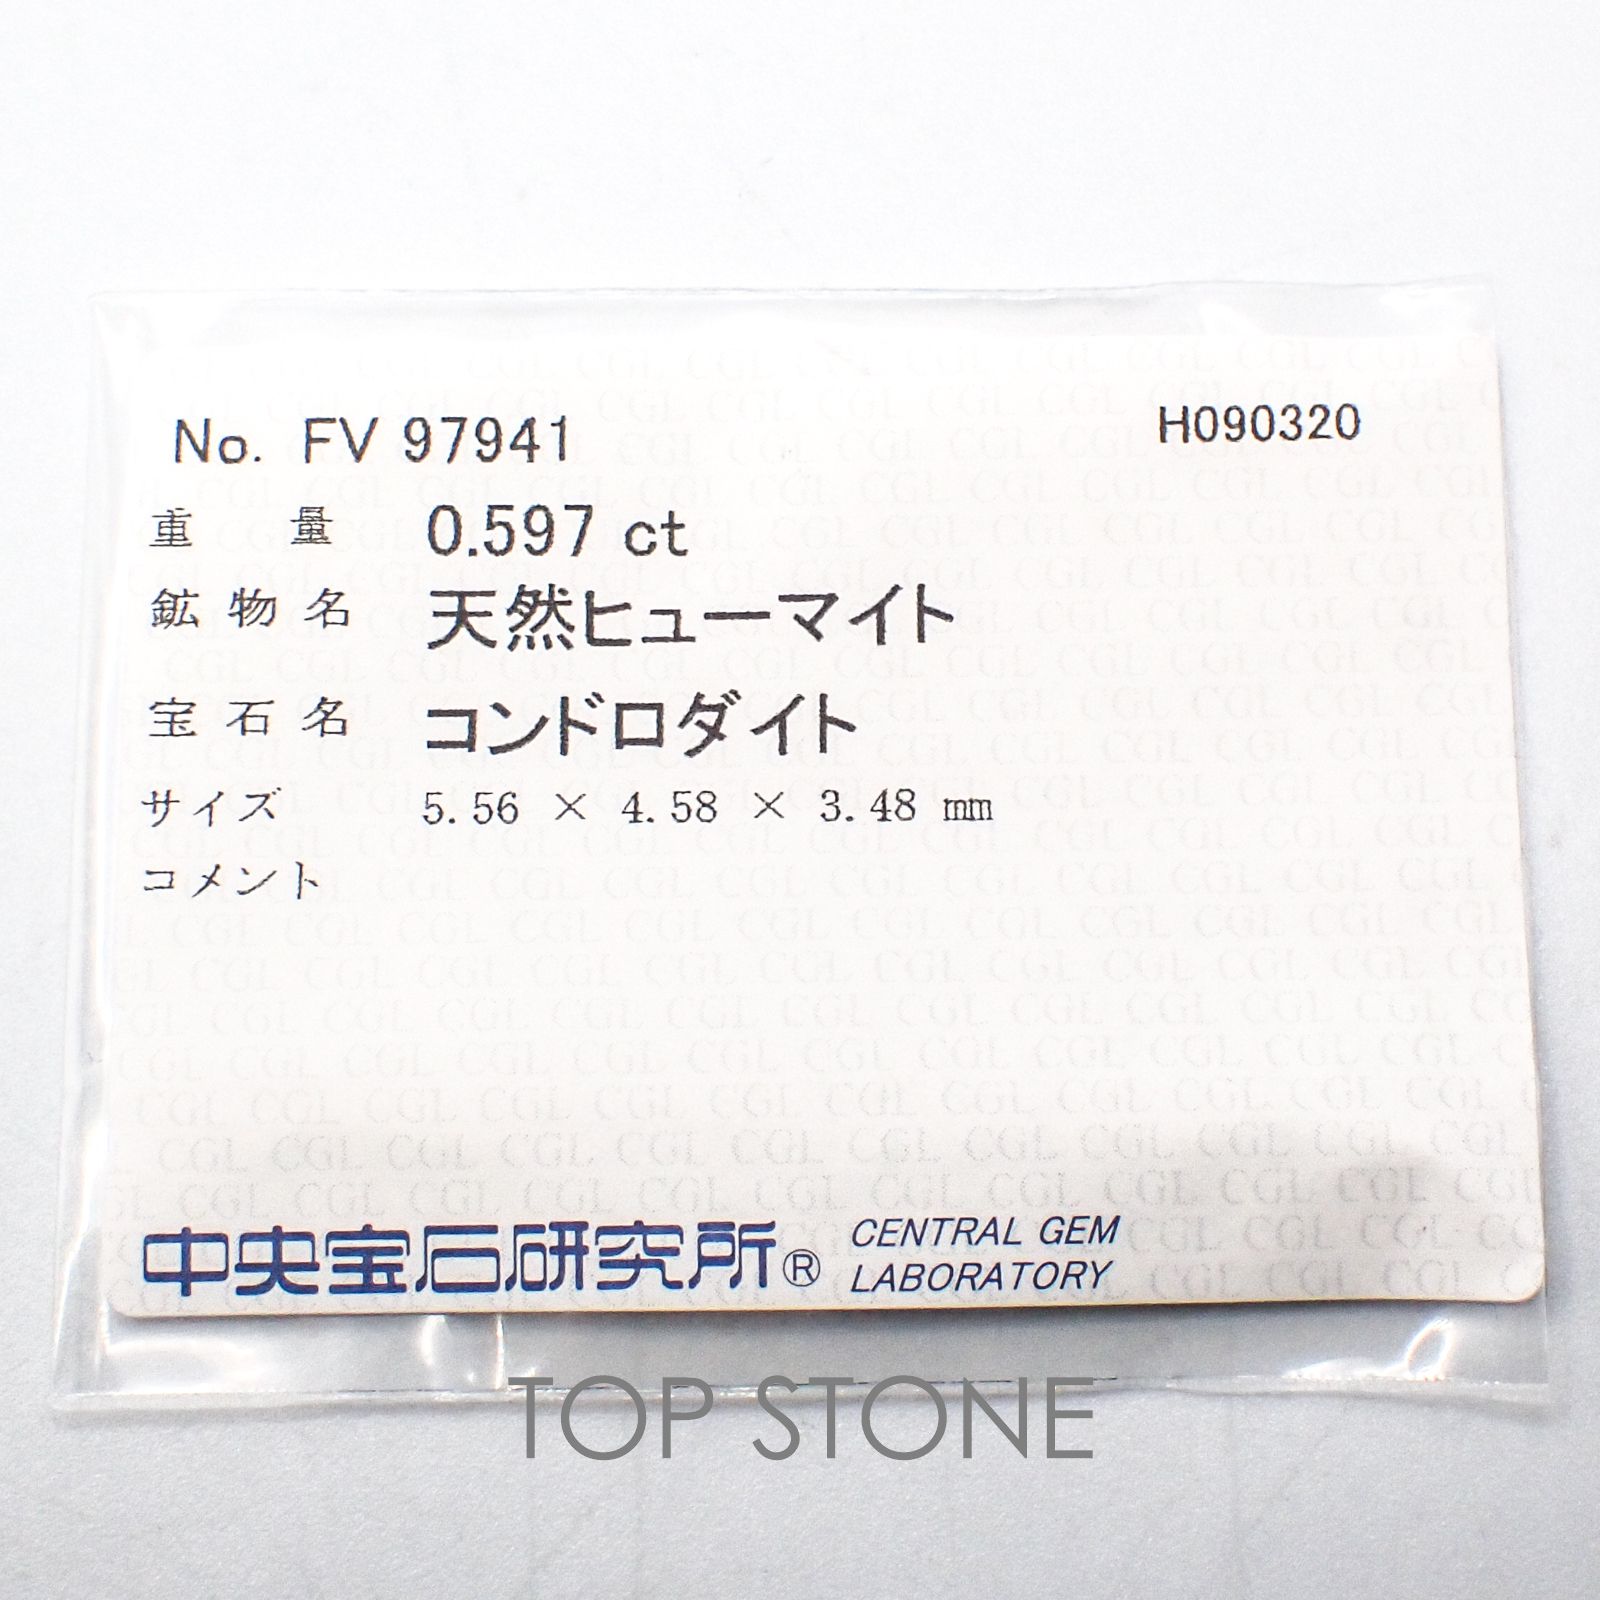 No. FV 97941 H090320
重量 0.597 ct
鉱物名 天然ヒューマイト
宝石名 コンドロダイト
サイズ 5.56 × 4.58 × 3.48 mm
コメント
中央宝石研究所® CENTRAL GEM
LABORATORY
TOP STONE